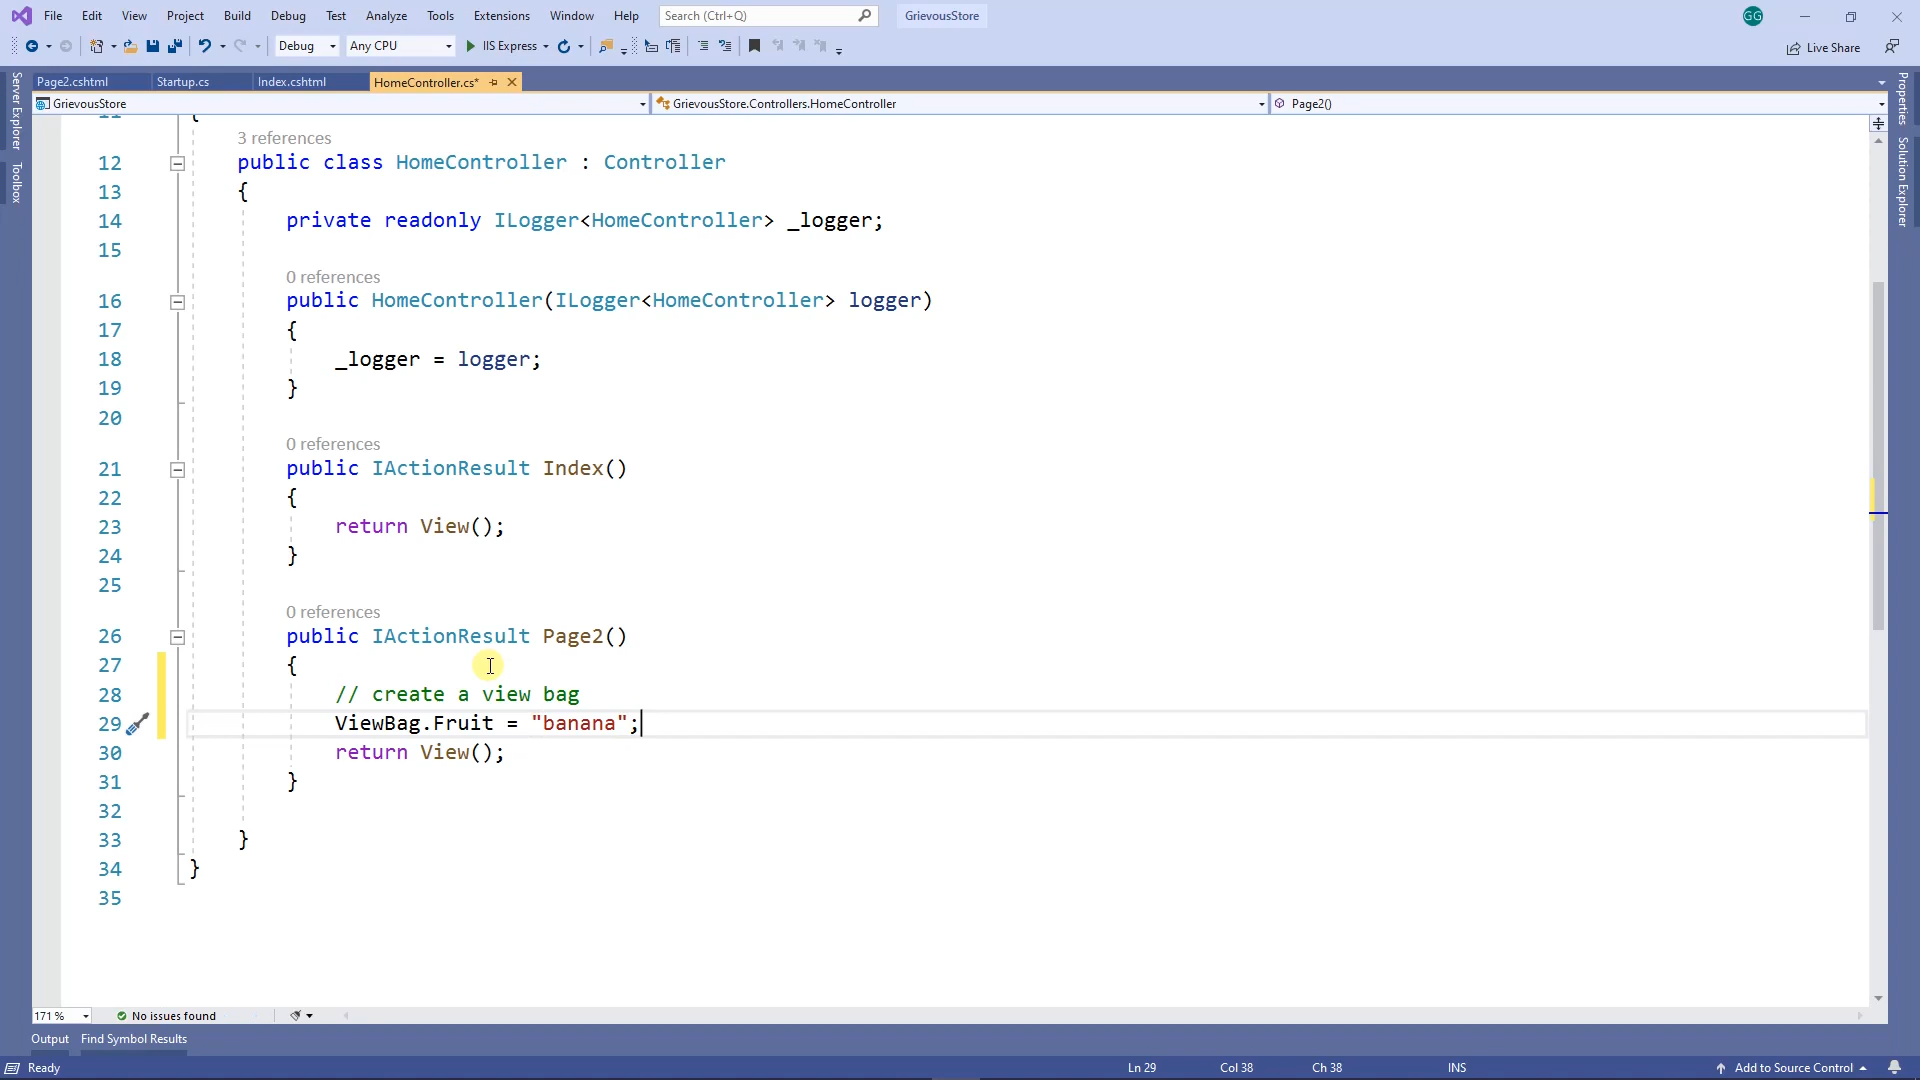 File Edit View Project Build Debug Test Analyze Tools Extensions Window Help Search (Ctrl+Q) GrievousStore GG
Debug Any CPU IIS Express Live Share
Page2.cshtml Startup.cs Index.cshtml HomeController.cs*
GrievousStore GrievousStore.Controllers.HomeController Page2()
Server Explorer
Toolbox
Properties
Solution Explorer
11 {
3 references
12 public class HomeController : Controller
13 {
14 private readonly ILogger<HomeController> _logger;
15
0 references
16 public HomeController(ILogger<HomeController> logger)
17 {
18 _logger = logger;
19 }
20
0 references
21 public IActionResult Index()
22 {
23 return View();
24 }
25
0 references
26 public IActionResult Page2()
27 {
28 // create a view bag
29 ViewBag.Fruit = "banana";
30 return View();
31 }
32
33 }
34 }
35
171 % No issues found
Output Find Symbol Results
Ready Ln 29 Col 38 Ch 38 INS Add to Source Control